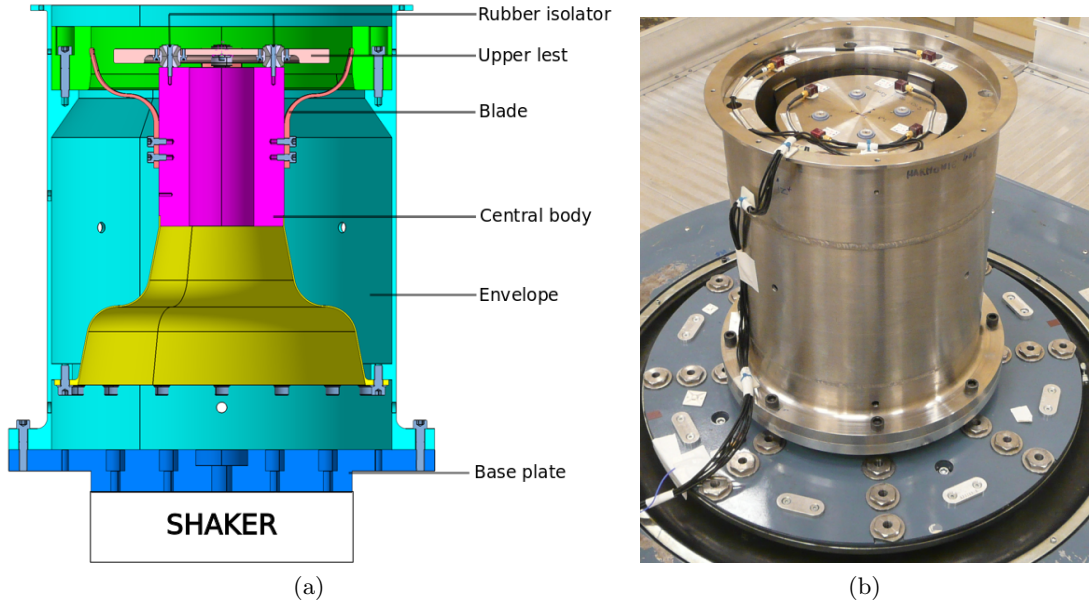 Rubber isolator
Upper lest
Blade
Central body
Envelope
Base plate
SHAKER
(a)
(b)